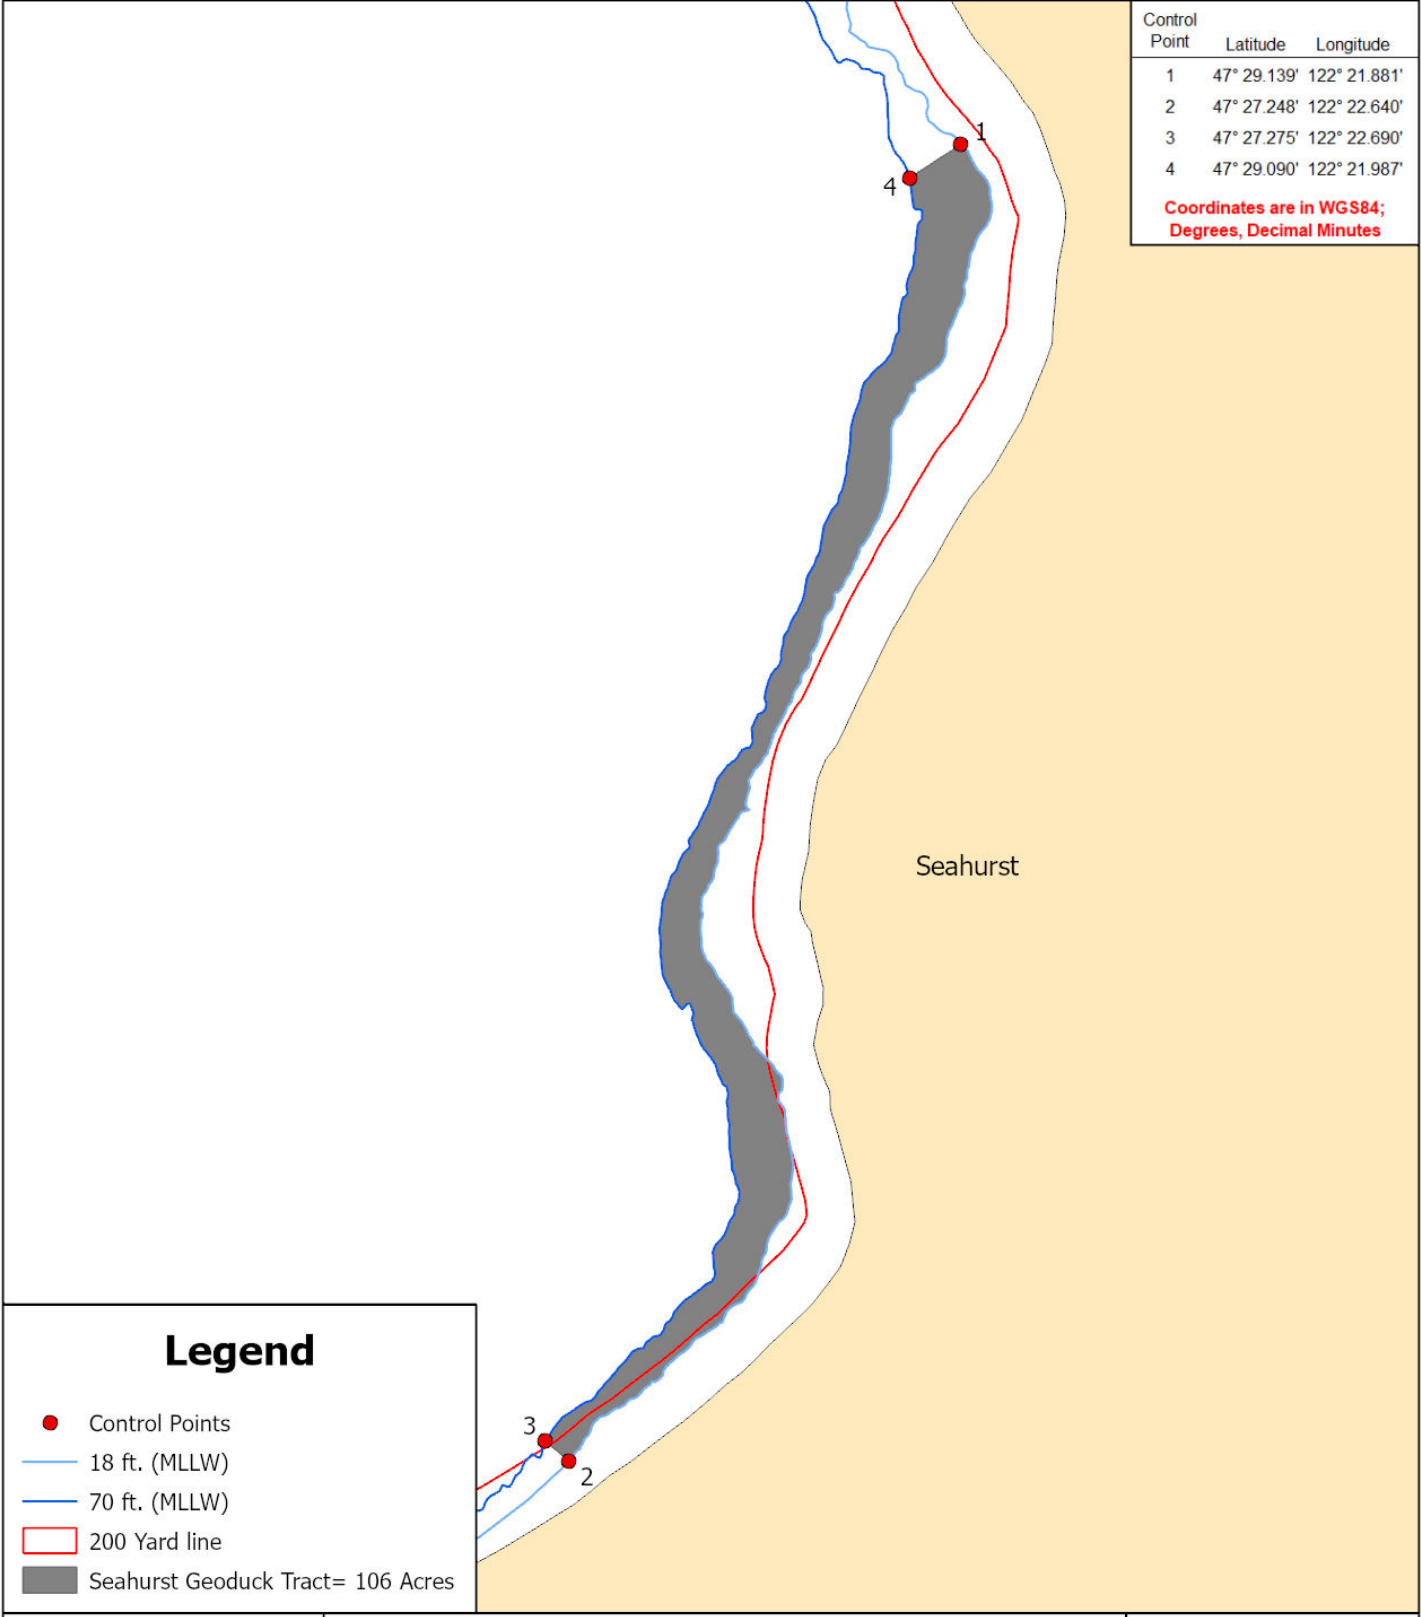 Control
Point Latitude Longitude
1 47° 29.139' 122° 21.881'
2 47° 27.248' 122° 22.640'
3 47° 27.275' 122° 22.690'
4 47° 29.090' 122° 21.987'
Coordinates are in WGS84;
Degrees, Decimal Minutes
1
4
Seahurst
3
2
Legend
Control Points
18 ft. (MLLW)
70 ft. (MLLW)
200 Yard line
Seahurst Geoduck Tract= 106 Acres